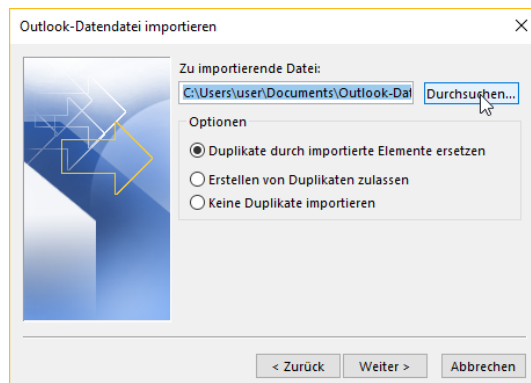 Outlook-Datendatei importieren
Zu importierende Datei:
C:\Users\user\Documents\Outlook-Dat
Durchsuchen...
Optionen
Duplikate durch importierte Elemente ersetzen
Erstellen von Duplikaten zulassen
Keine Duplikate importieren
< Zurück
Weiter >
Abbrechen